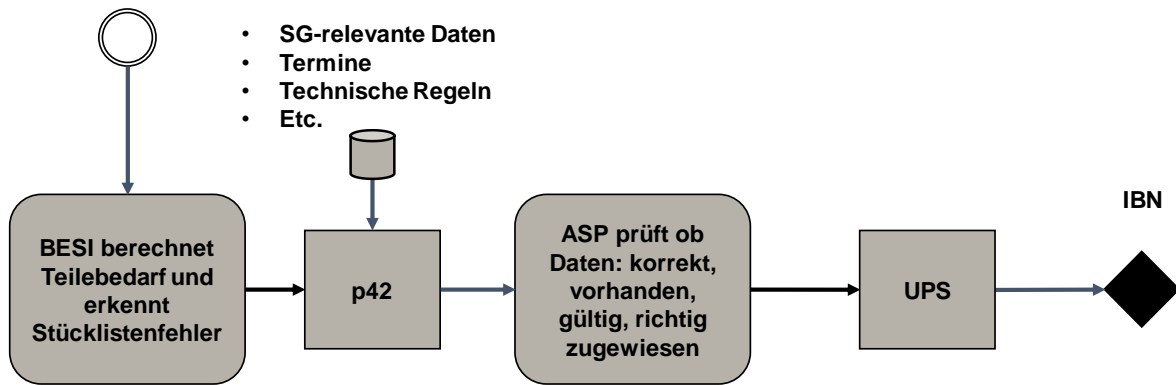 • SG-relevante Daten
• Termine
• Technische Regeln
• Etc.
IBN
BESI berechnet
Teilebedarf und
erkennt
Stücklistenfehler
p42
ASP prüft ob
Daten: korrekt,
vorhanden,
gültig, richtig
zugewiesen
UPS